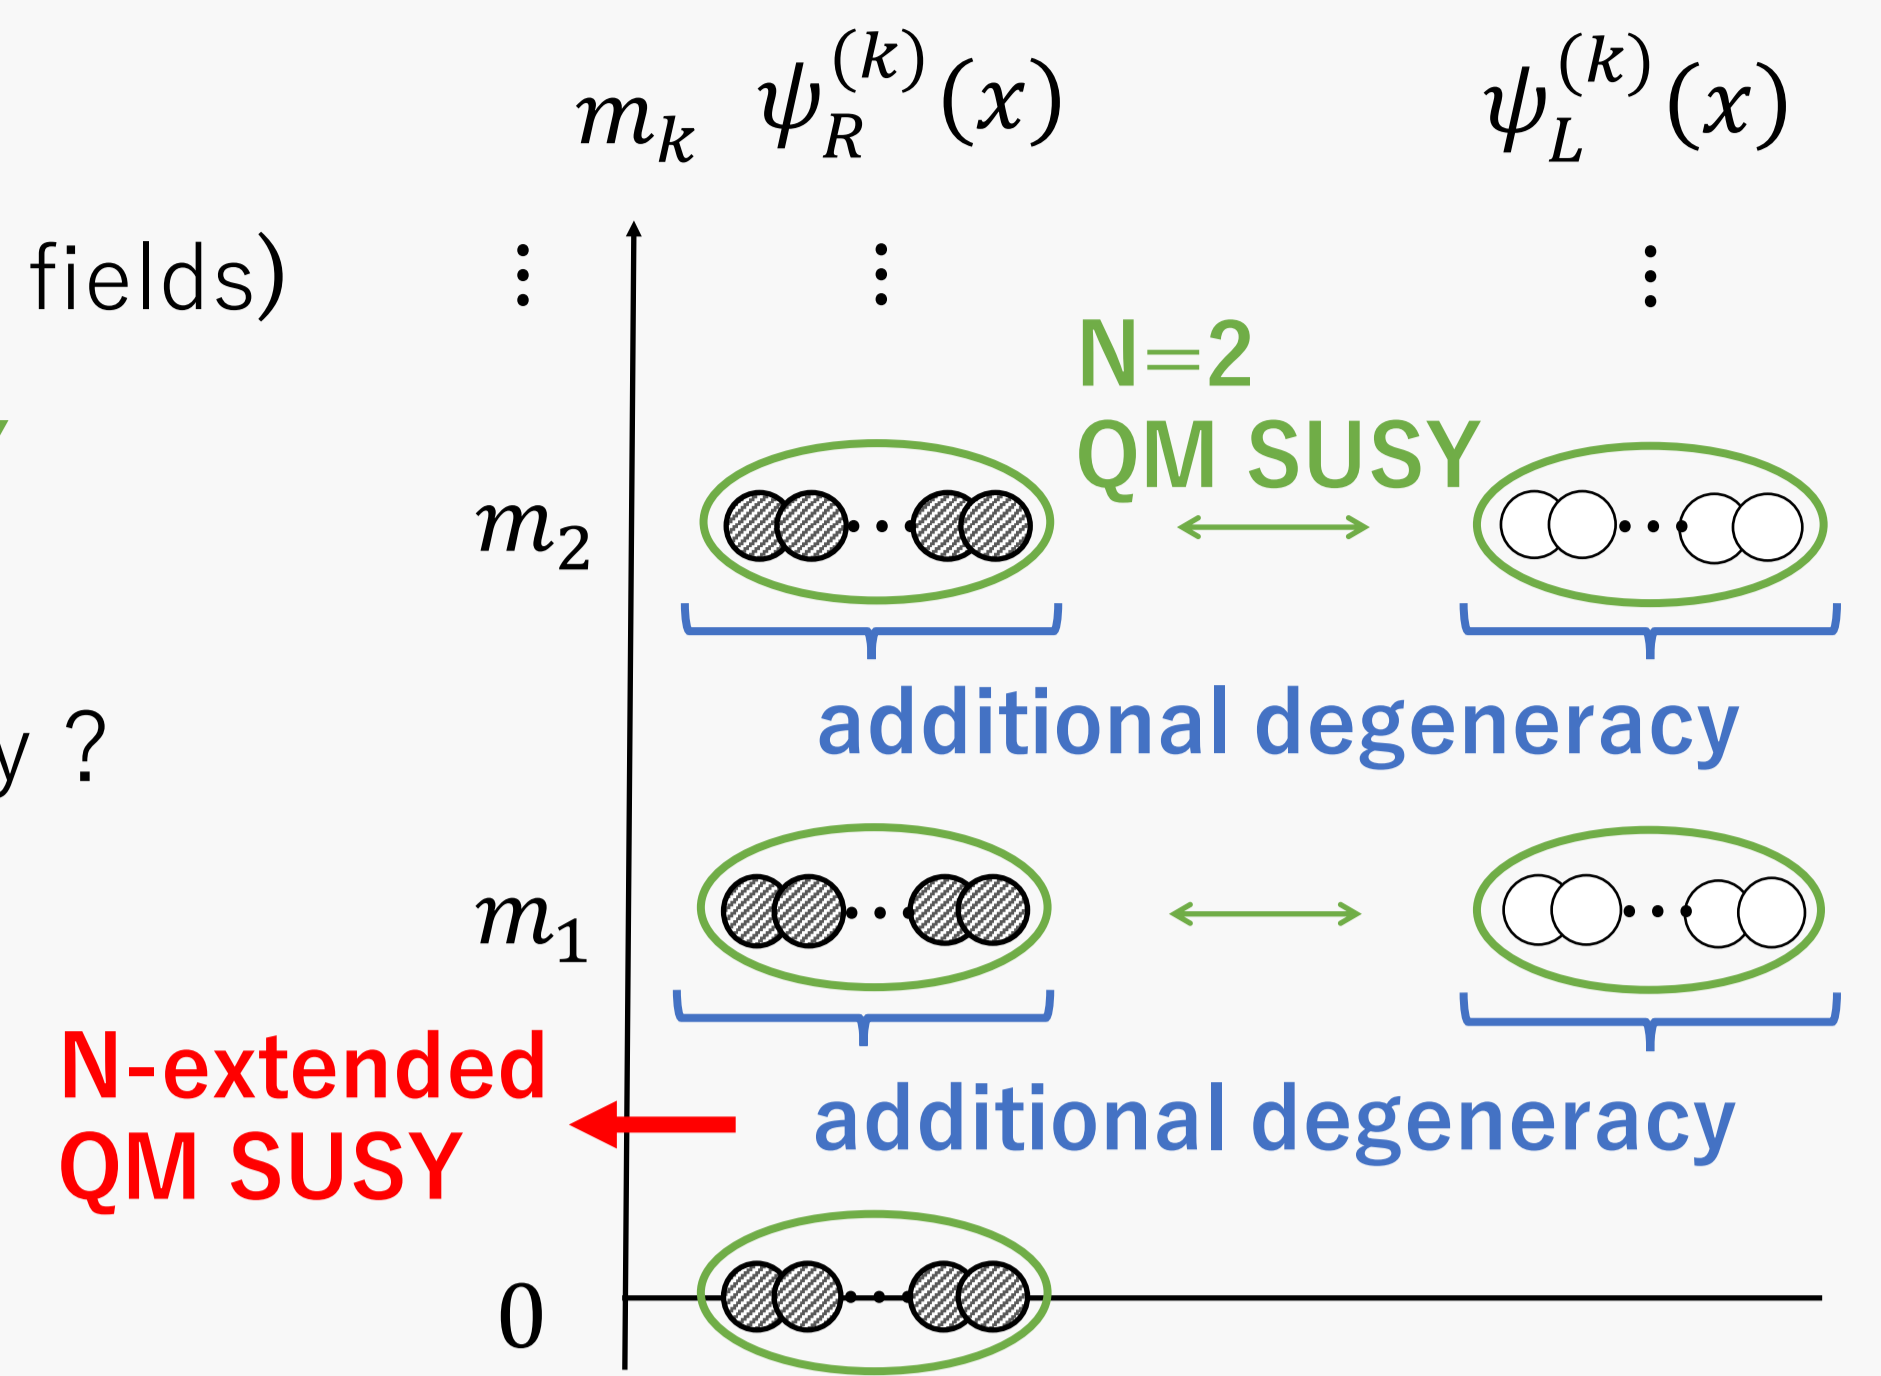 m_k ψ_R^{(k)}(x) ψ_L^{(k)}(x)
fields) ⋮ ⋮ ⋮
N=2
QM SUSY
m_2
additional degeneracy
y ?
m_1
N-extended
QM SUSY
additional degeneracy
0